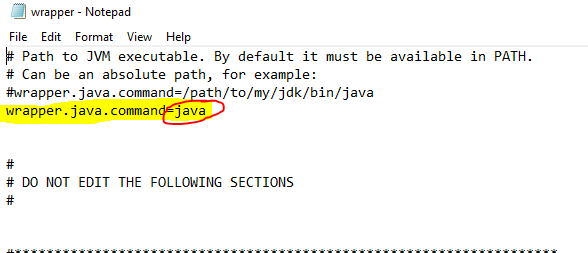 wrapper - Notepad
File Edit Format View Help
# Path to JVM executable. By default it must be available in PATH.
# Can be an absolute path, for example:
#wrapper.java.command=/path/to/my/jdk/bin/java
wrapper.java.command=java
#
# DO NOT EDIT THE FOLLOWING SECTIONS
#
#********************************************************************